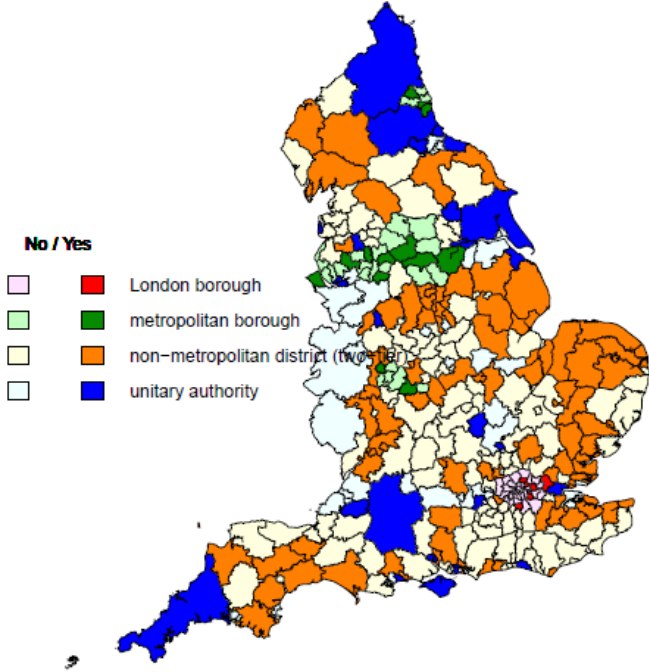 No / Yes
London borough
metropolitan borough
non−metropolitan district (two−tier)
unitary authority